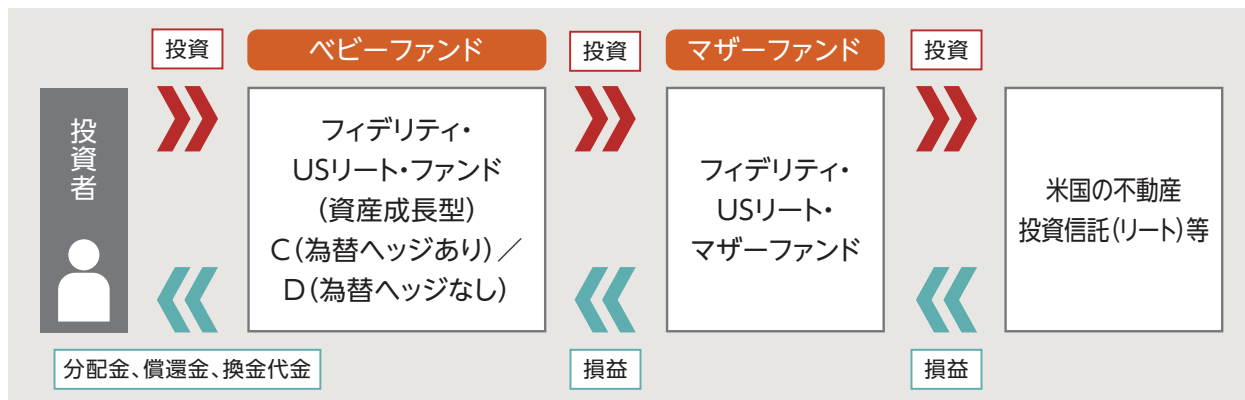 投資
ベビーファンド
投資
マザーファンド
投資
投資者
フィデリティ・
USリート・ファンド
(資産成長型)
C(為替ヘッジあり)/
D(為替ヘッジなし)
フィデリティ・
USリート・
マザーファンド
米国の不動産
投資信託(リート)等
分配金、償還金、換金代金
損益
損益